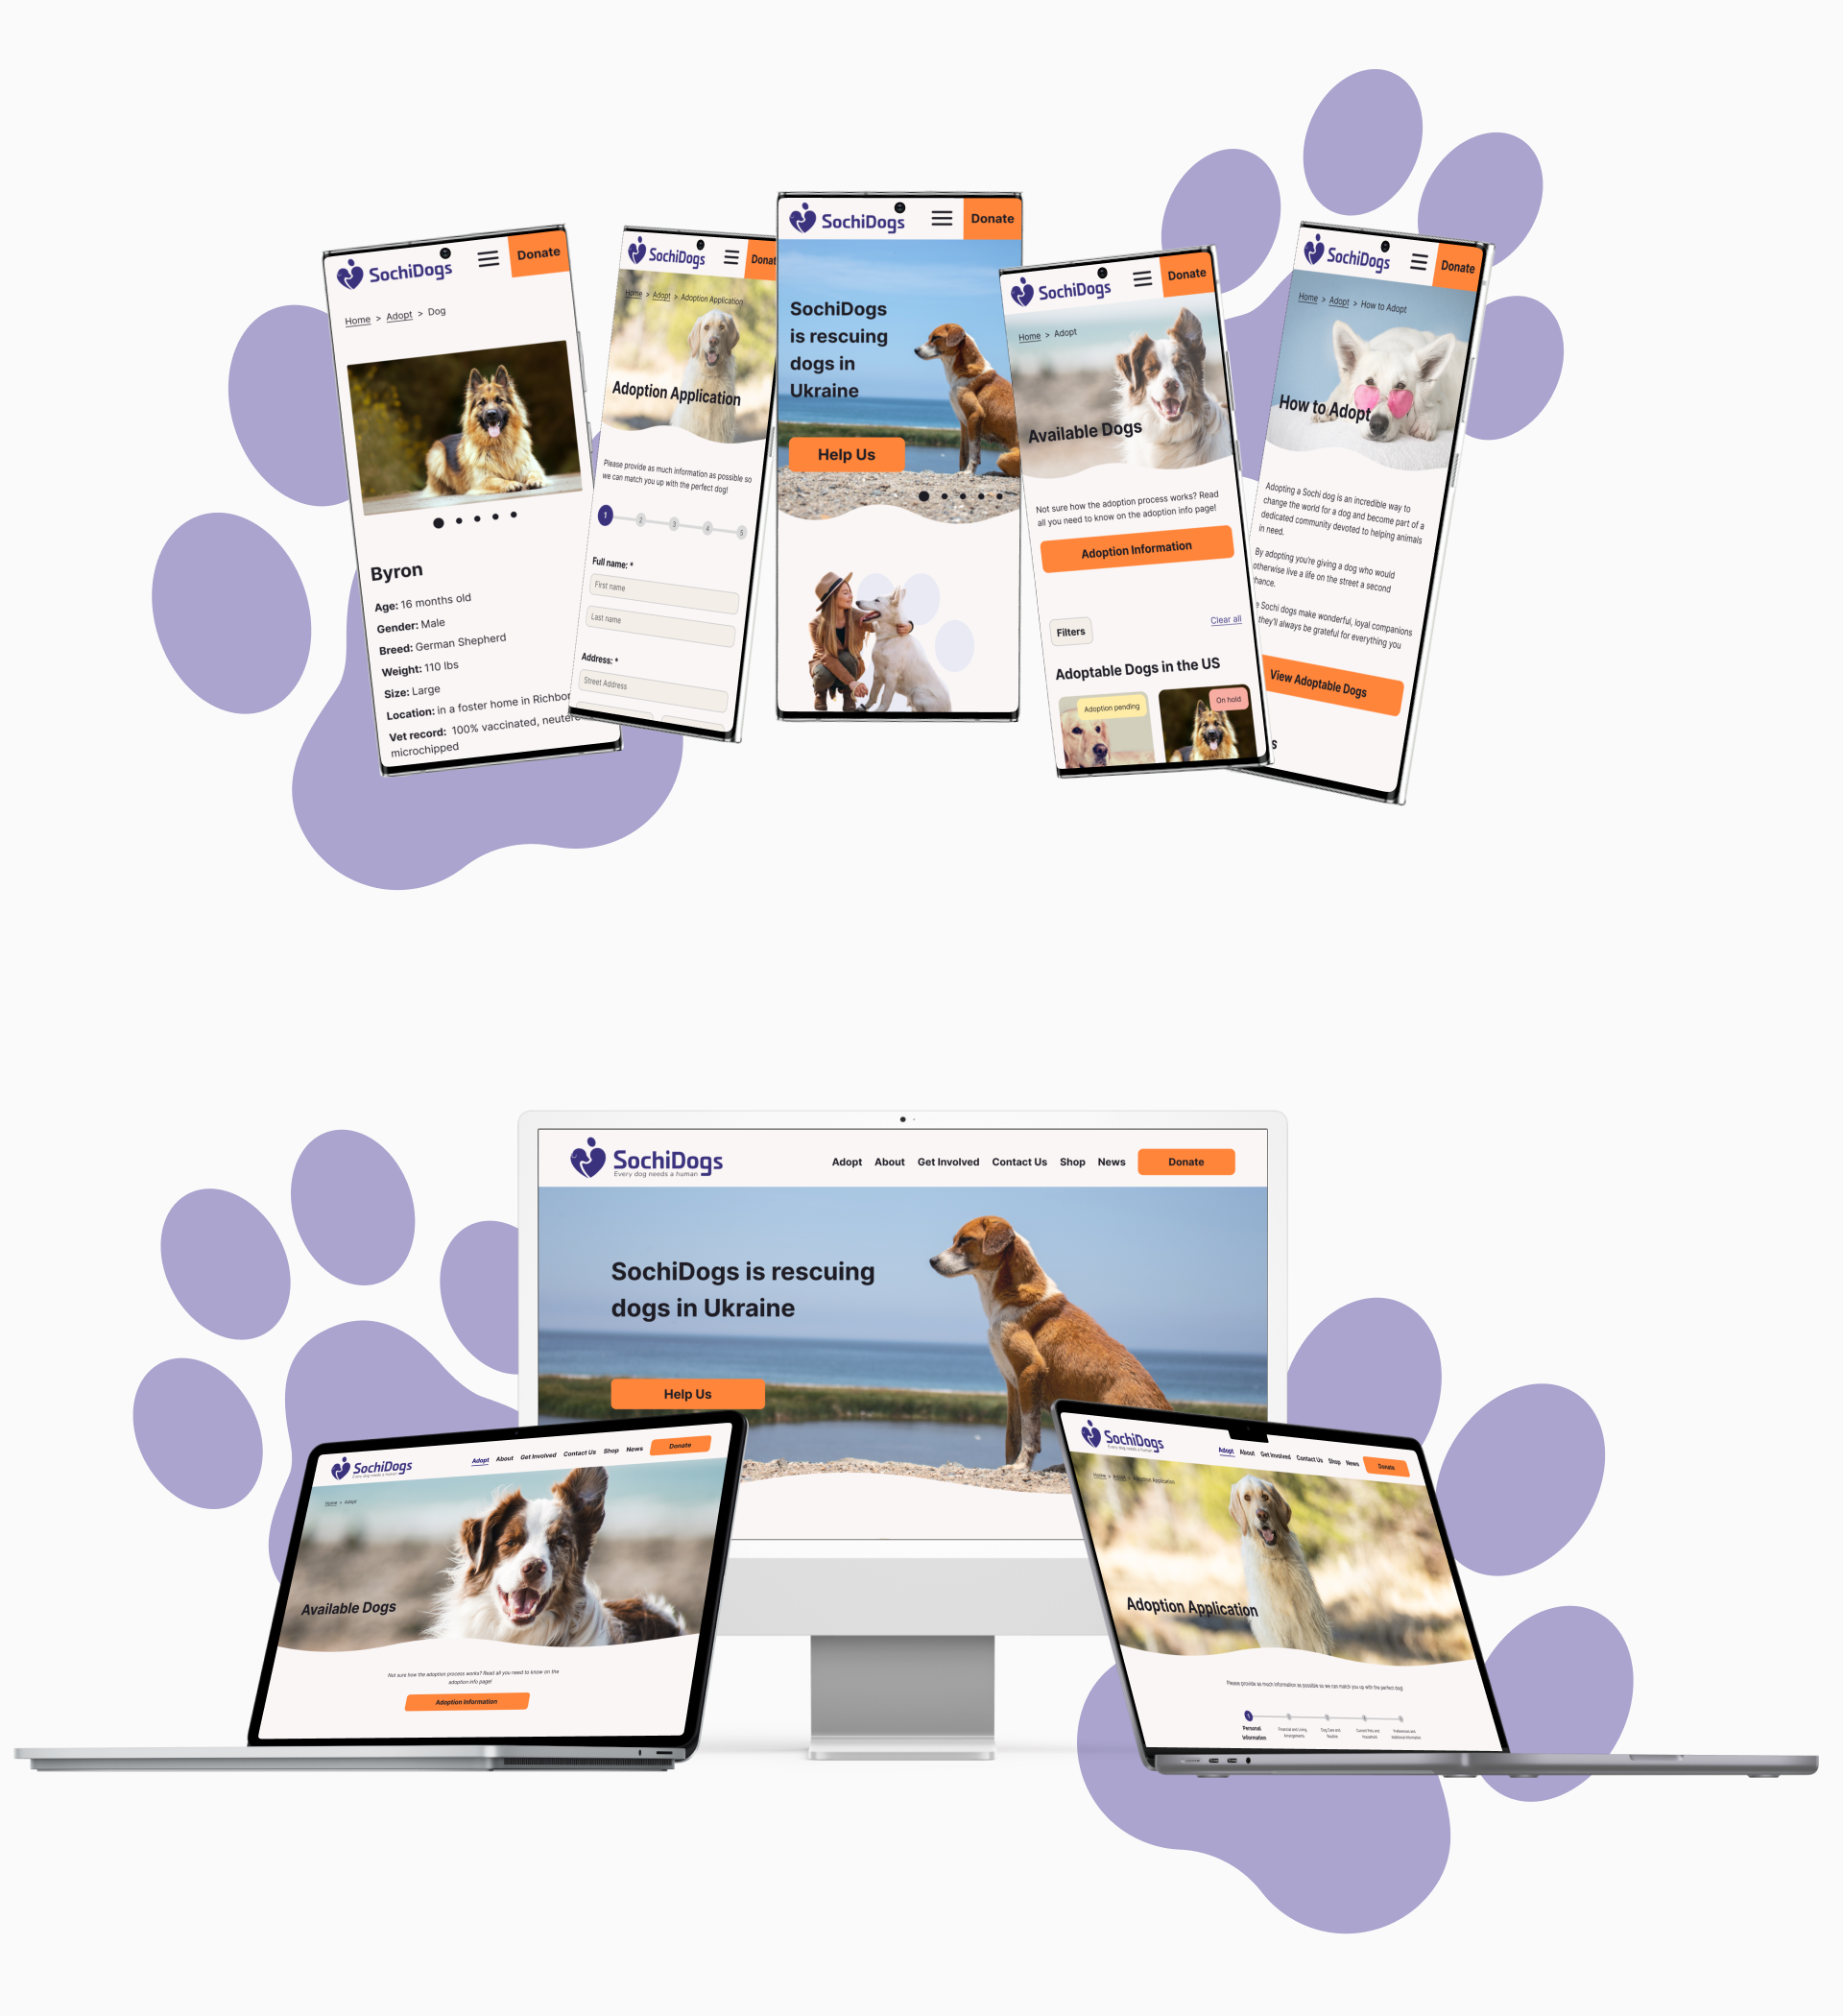 SochiDogs
Donate
Home > Adopt > Dog
Byron
Age: 16 months old
Gender: Male
Breed: German Shepherd
Weight: 110 lbs
Size: Large
Location: in a foster home in Richbor
Vet record: 100% vaccinated, neutere
microchipped
SochiDogs
Donat
Home > Adopt > Adoption Application
Adoption Application
Please provide as much information as possible so
we can match you up with the perfect dog!
1 2 3 4 5
Full name: *
First name
Last name
Address: *
Street Address
SochiDogs
Donate
SochiDogs
is rescuing
dogs in
Ukraine
Help Us
SochiDogs
Donate
Home > Adopt
Available Dogs
Not sure how the adoption process works? Read
all you need to know on the adoption info page!
Adoption Information
Filters
Clear all
Adoptable Dogs in the US
Adoption pending
On hold
SochiDogs
Donate
Home > Adopt > How to Adopt
How to Adopt
Adopting a Sochi dog is an incredible way to
change the world for a dog and become part of a
dedicated community devoted to helping animals
in need.
By adopting you're giving a dog who would
otherwise live a life on the street a second
hance.
e Sochi dogs make wonderful, loyal companions
they'll always be grateful for everything you
View Adoptable Dogs
s
SochiDogs
Every dog needs a human
Adopt About Get Involved Contact Us Shop News Donate
SochiDogs is rescuing
dogs in Ukraine
Help Us
SochiDogs
Every dog needs a human
Adopt About Get Involved Contact Us Shop News Donate
Home > Adopt
Available Dogs
Not sure how the adoption process works? Read all you need to know on the
adoption info page!
Adoption Information
SochiDogs
Every dog needs a human
Adopt About Get Involved Contact Us Shop News Donate
Home > Adopt > Adoption Application
Adoption Application
Please provide as much information as possible so we can match you up with the perfect dog
Personal
Information
Financial and Living
Arrangements
Dog Care and
Routine
Current Pets and
Household
Preferences and
Additional Information